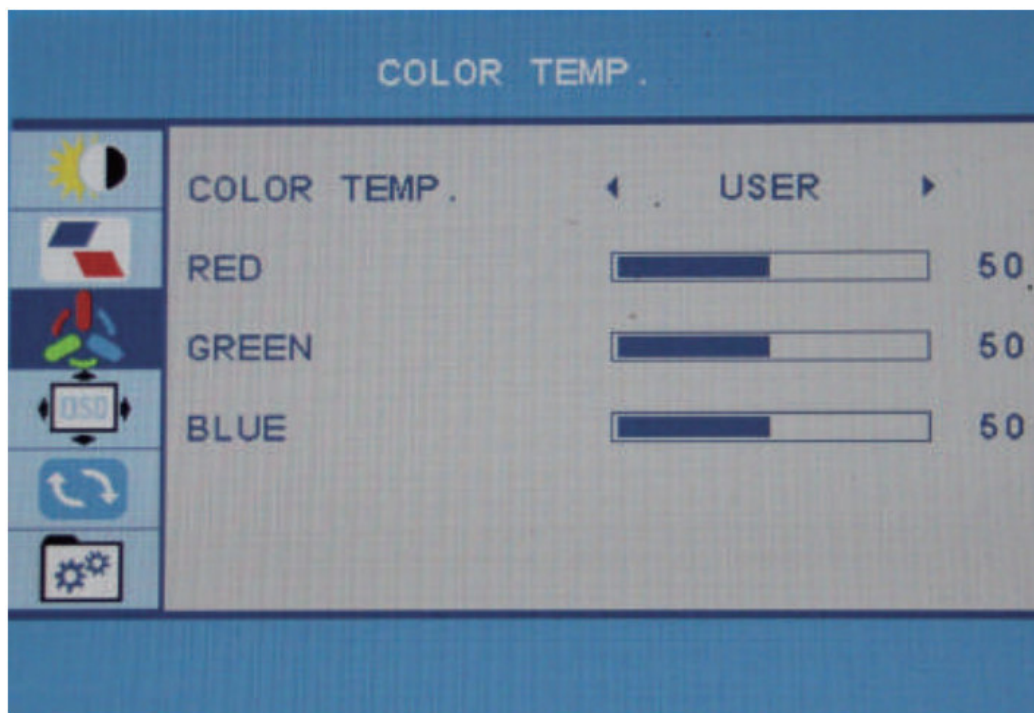 COLOR TEMP.
COLOR TEMP. USER
RED 50
GREEN 50
BLUE 50
OSD